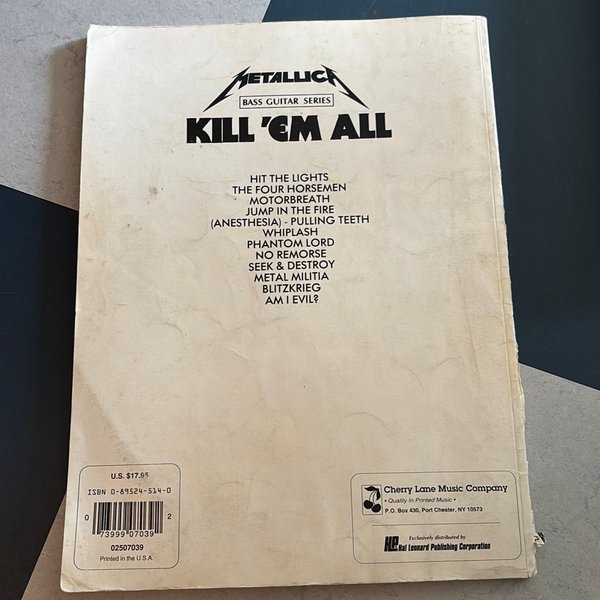 METALLICA
BASS GUITAR SERIES
KILL 'EM ALL
HIT THE LIGHTS
THE FOUR HORSEMEN
MOTORBREATH
JUMP IN THE FIRE
(ANESTHESIA) - PULLING TEETH
WHIPLASH
PHANTOM LORD
NO REMORSE
SEEK & DESTROY
METAL MILITIA
BLITZKRIEG
AM I EVIL?
U.S. $17.95
ISBN 0-89524-514-0
0 73999 07039 2
02507039
Printed in the U.S.A.
Cherry Lane Music Company
• Quality In Printed Music •
P.O. Box 430, Port Chester, NY 10573
Exclusively distributed by
HL Hal Leonard Publishing Corporation